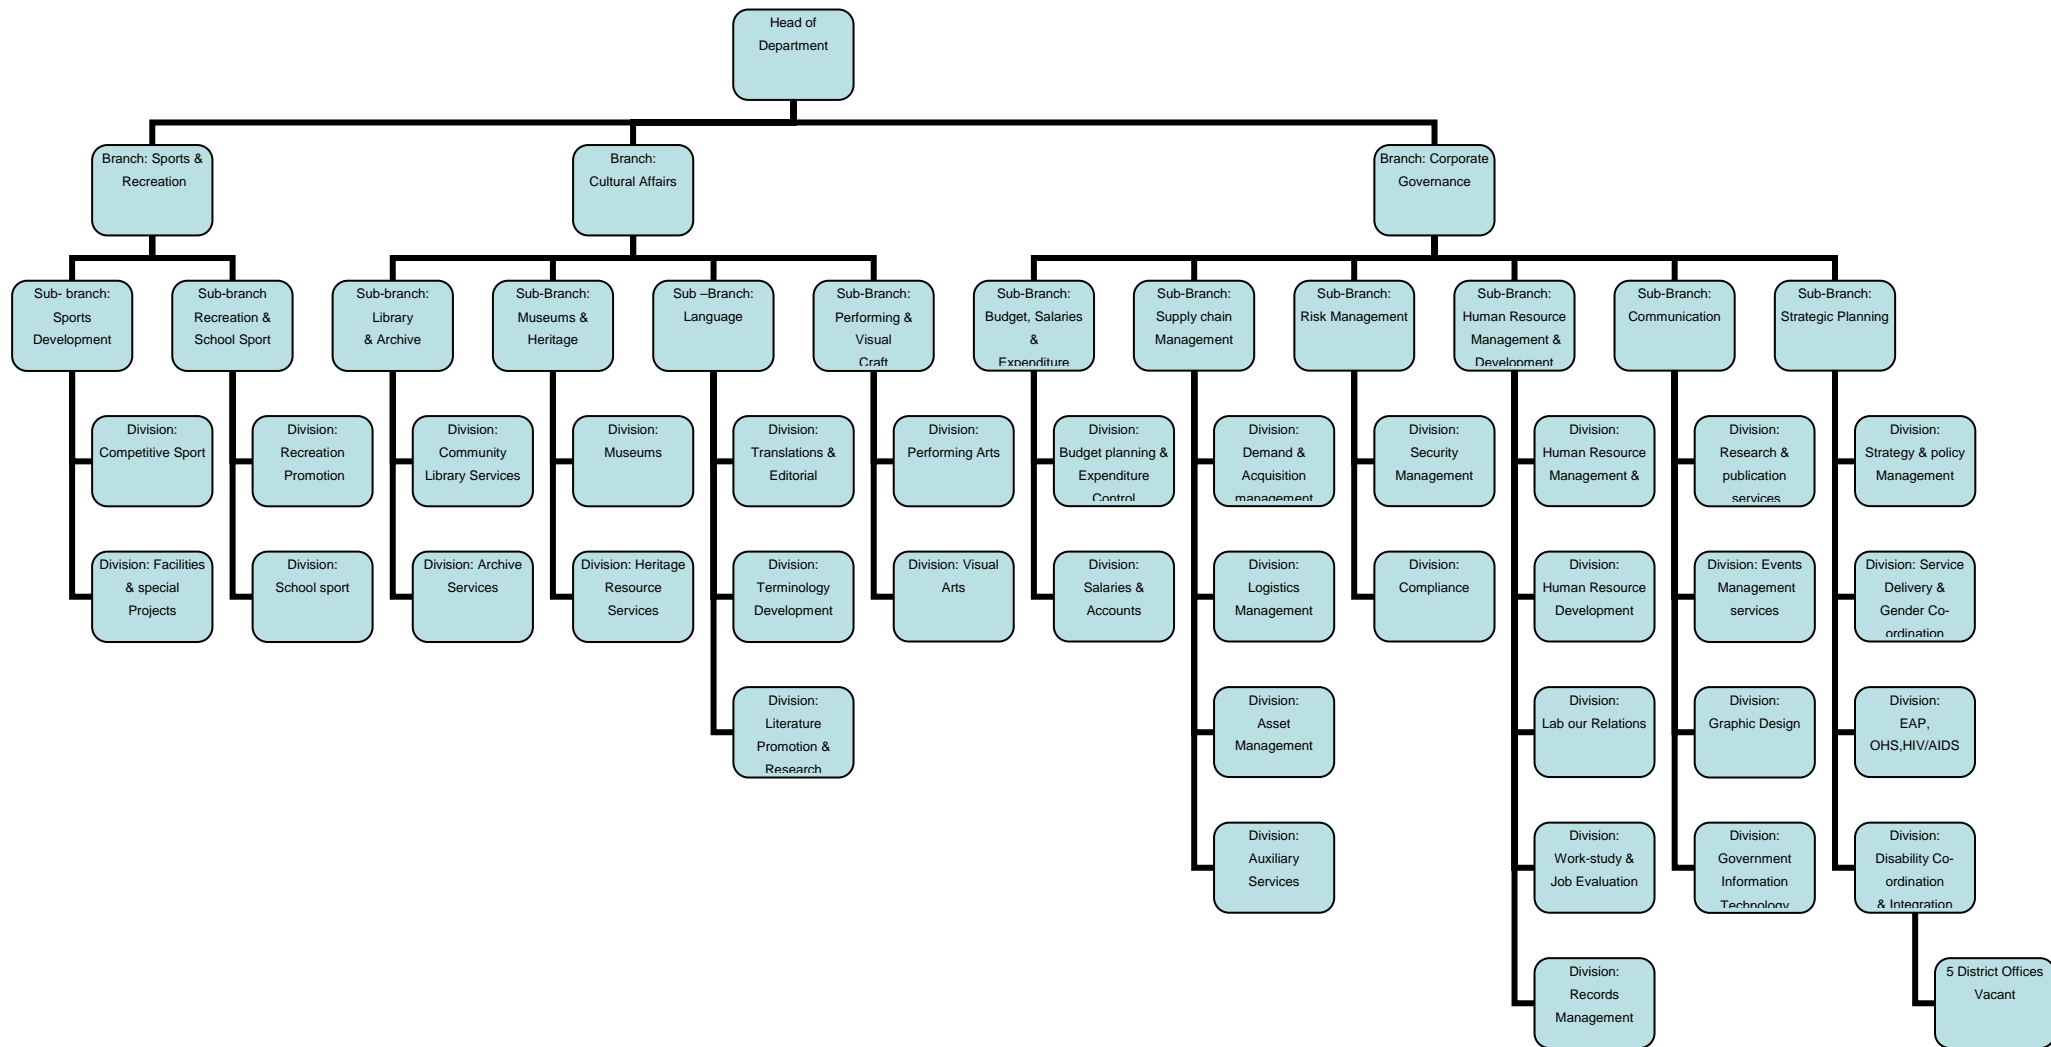 Head of
Department
Branch: Sports &
Recreation
Branch:
Cultural Affairs
Branch: Corporate
Governance
Sub- branch:
Sports
Development
Sub-branch
Recreation &
School Sport
Sub-branch:
Library
& Archive
Sub-Branch:
Museums &
Heritage
Sub –Branch:
Language
Sub-Branch:
Performing &
Visual
Craft
Sub-Branch:
Budget, Salaries
&
Expenditure
Sub-Branch:
Supply chain
Management
Sub-Branch:
Risk Management
Sub-Branch:
Human Resource
Management &
Development
Sub-Branch:
Communication
Sub-Branch:
Strategic Planning
Division:
Competitive Sport
Division:
Recreation
Promotion
Division:
Community
Library Services
Division:
Museums
Division:
Translations &
Editorial
Division:
Performing Arts
Division:
Budget planning &
Expenditure
Control
Division:
Demand &
Acquisition
management
Division:
Security
Management
Division:
Human Resource
Management &
Division:
Research &
publication
services
Division:
Strategy & policy
Management
Division: Facilities
& special
Projects
Division:
School sport
Division: Archive
Services
Division: Heritage
Resource
Services
Division:
Terminology
Development
Division: Visual
Arts
Division:
Salaries &
Accounts
Division:
Logistics
Management
Division:
Compliance
Division:
Human Resource
Development
Division: Events
Management
services
Division: Service
Delivery &
Gender Co-
ordination
Division:
Literature
Promotion &
Research
Division:
Asset
Management
Division:
Lab our Relations
Division:
Graphic Design
Division:
EAP,
OHS,HIV/AIDS
Division:
Auxiliary
Services
Division:
Work-study &
Job Evaluation
Division:
Government
Information
Technology
Division:
Disability Co-
ordination
& Integration
Division:
Records
Management
5 District Offices
Vacant